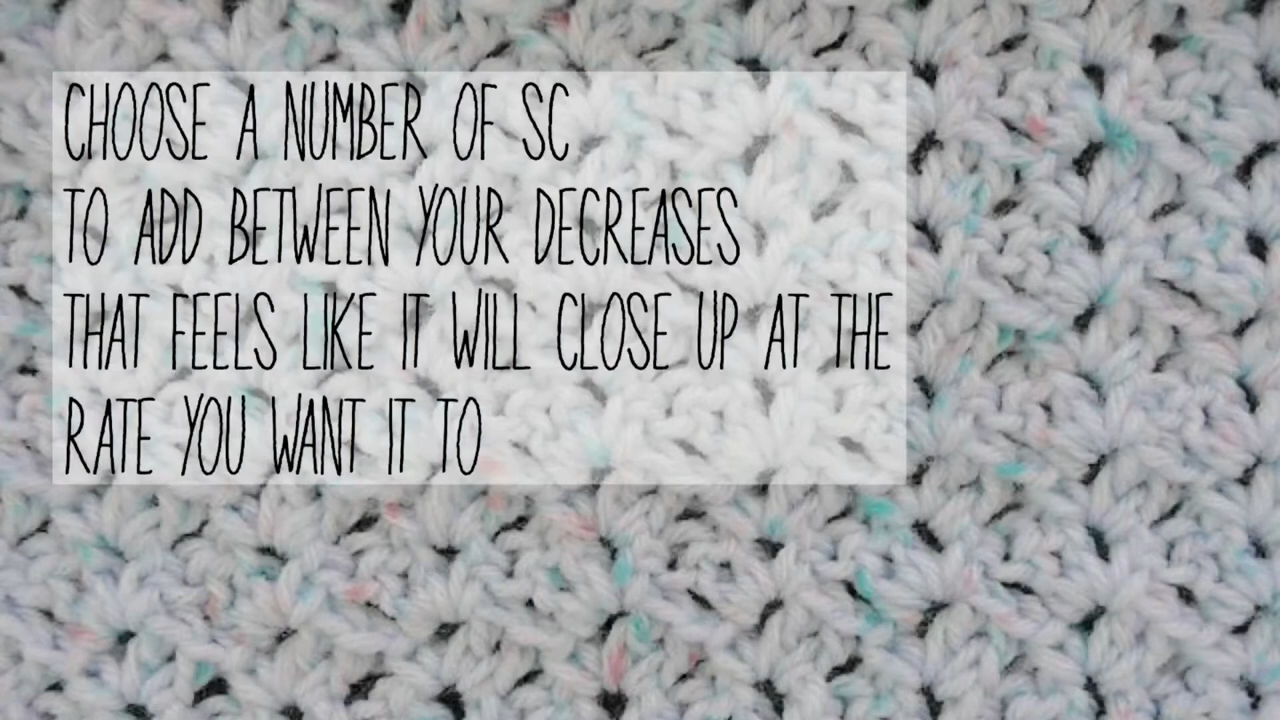 CHOOSE A NUMBER OF SC
TO ADD BETWEEN YOUR DECREASES
THAT FEELS LIKE IT WILL CLOSE UP AT THE
RATE YOU WANT IT TO